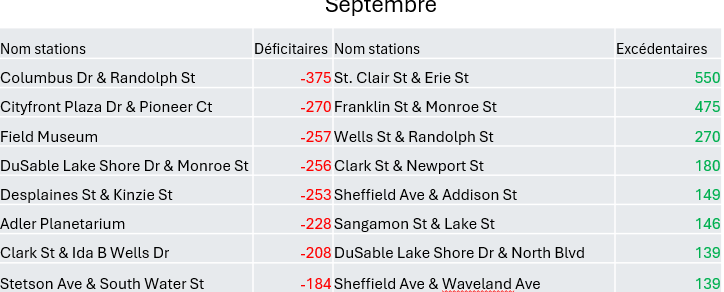 Septembre
Nom stations Déficitaires Nom stations Excédentaires
Columbus Dr & Randolph St -375 St. Clair St & Erie St 550
Cityfront Plaza Dr & Pioneer Ct -270 Franklin St & Monroe St 475
Field Museum -257 Wells St & Randolph St 270
DuSable Lake Shore Dr & Monroe St -256 Clark St & Newport St 180
Desplaines St & Kinzie St -253 Sheffield Ave & Addison St 149
Adler Planetarium -228 Sangamon St & Lake St 146
Clark St & Ida B Wells Dr -208 DuSable Lake Shore Dr & North Blvd 139
Stetson Ave & South Water St -184 Sheffield Ave & Waveland Ave 139